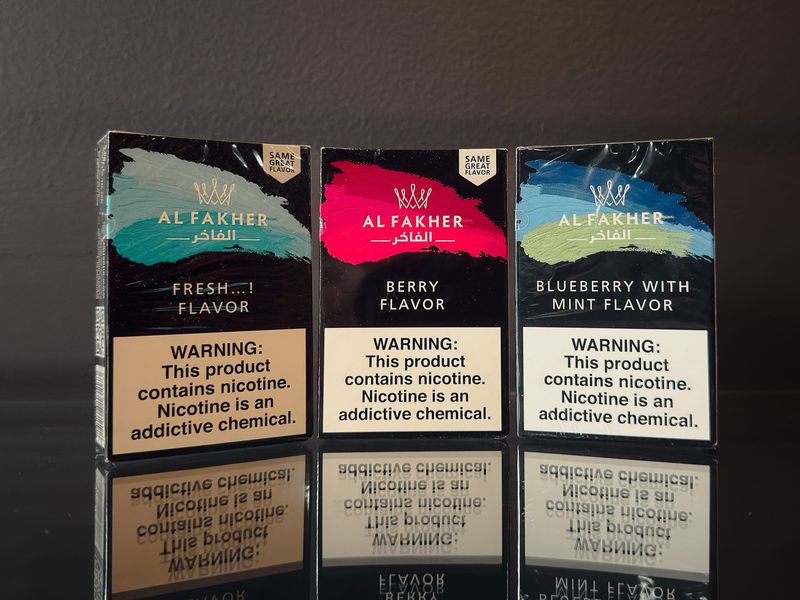 SAME
GREAT
FLAVOR
AL FAKHER
الفاخر
FRESH...!
FLAVOR
WARNING:
This product
contains nicotine.
Nicotine is an
addictive chemical.
SAME
GREAT
FLAVOR
AL FAKHER
الفاخر
BERRY
FLAVOR
WARNING:
This product
contains nicotine.
Nicotine is an
addictive chemical.
AL FAKHER
الفاخر
BLUEBERRY WITH
MINT FLAVOR
WARNING:
This product
contains nicotine.
Nicotine is an
addictive chemical.